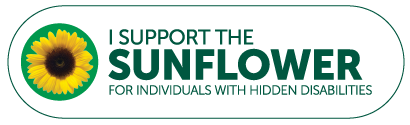 I SUPPORT THE
SUNFLOWER
FOR INDIVIDUALS WITH HIDDEN DISABILITIES